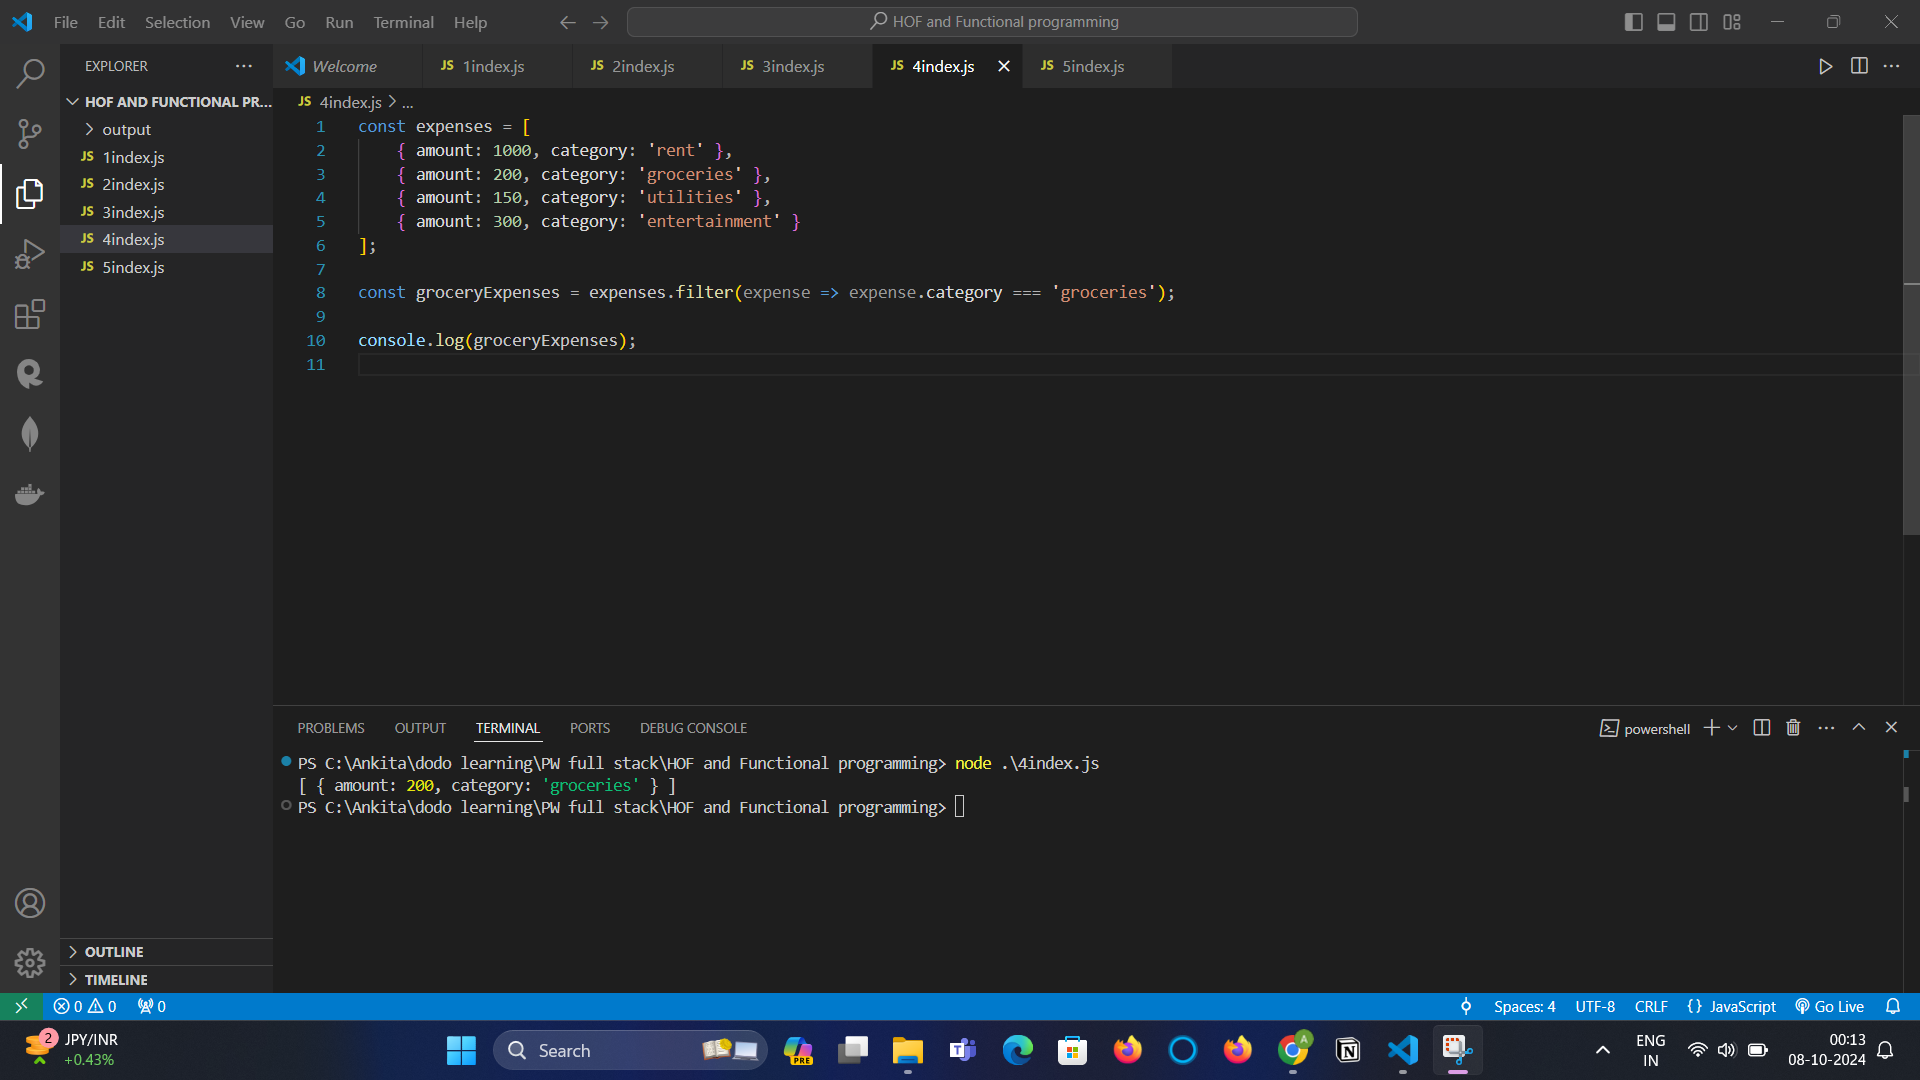 File Edit Selection View Go Run Terminal Help
HOF and Functional programming
EXPLORER
Welcome
JS 1index.js
JS 2index.js
JS 3index.js
JS 4index.js
JS 5index.js
HOF AND FUNCTIONAL PR...
output
JS 1index.js
JS 2index.js
JS 3index.js
JS 4index.js
JS 5index.js
JS 4index.js > ...
1 const expenses = [
2 { amount: 1000, category: 'rent' },
3 { amount: 200, category: 'groceries' },
4 { amount: 150, category: 'utilities' },
5 { amount: 300, category: 'entertainment' }
6 ];
7
8 const groceryExpenses = expenses.filter(expense => expense.category === 'groceries');
9
10 console.log(groceryExpenses);
11
PROBLEMS OUTPUT TERMINAL PORTS DEBUG CONSOLE
powershell
PS C:\Ankita\dodo learning\PW full stack\HOF and Functional programming> node .\4index.js
[ { amount: 200, category: 'groceries' } ]
PS C:\Ankita\dodo learning\PW full stack\HOF and Functional programming>
OUTLINE
TIMELINE
0 0 0
Spaces: 4 UTF-8 CRLF {} JavaScript Go Live
2
JPY/INR
+0.43%
Search
PRE
A
ENG
IN
00:13
08-10-2024